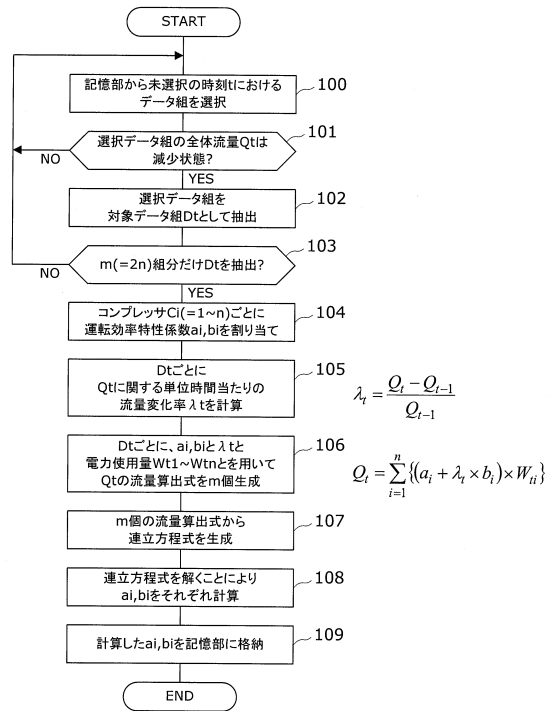 START
記憶部から未選択の時刻tにおける
データ組を選択
100
選択データ組の全体流量Qtは
減少状態?
101
NO
YES
選択データ組を
対象データ組Dtとして抽出
102
m(=2n)組分だけDtを抽出?
103
NO
YES
コンプレッサCi(=1~n)ごとに
運転効率特性係数ai,biを割り当て
104
Dtごとに
Qtに関する単位時間当たりの
流量変化率λtを計算
105
λ_t = (Q_t − Q_{t−1}) / Q_{t−1}
Dtごとに、ai,biとλtと
電力使用量Wt1~Wtnとを用いて
Qtの流量算出式をm個生成
106
Q_t = Σ_{i=1}^{n} {(a_i + λ_t × b_i) × W_{ti}}
m個の流量算出式から
連立方程式を生成
107
連立方程式を解くことにより
ai,biをそれぞれ計算
108
計算したai,biを記憶部に格納
109
END